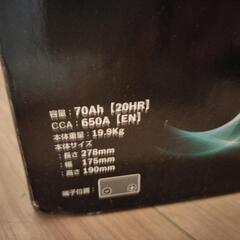 容量：70Ah【20HR】
CCA：650A【EN】
本体重量：19.9Kg
本体サイズ
長さ 278mm
幅 175mm
高さ 190mm
端子位置：